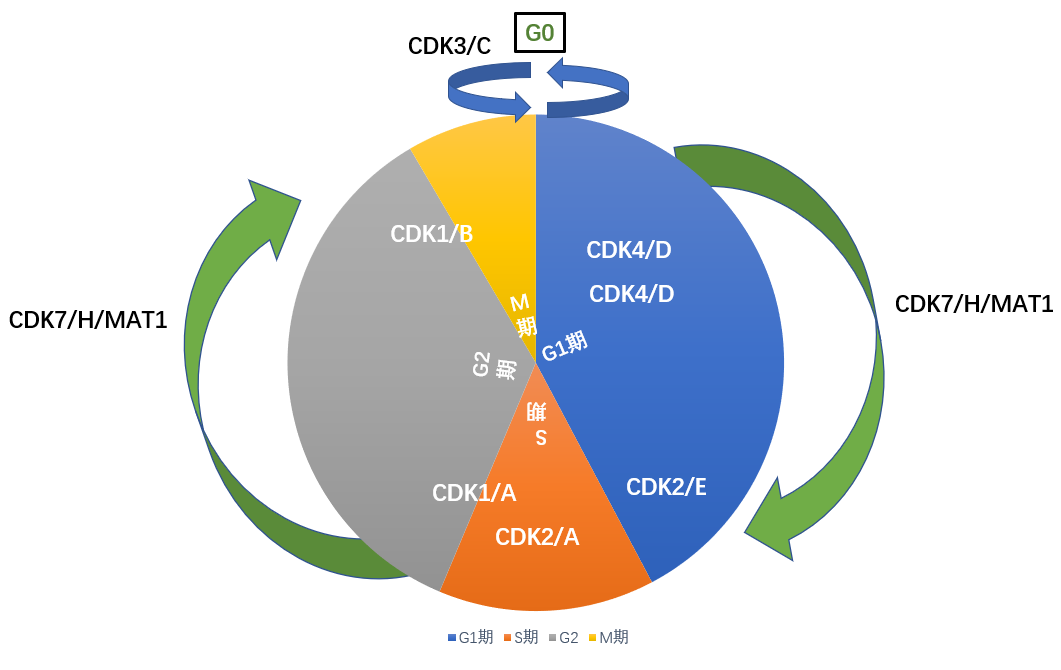 G0
CDK3/C
CDK4/D
CDK4/D
CDK1/B
CDK7/H/MAT1
CDK7/H/MAT1
M
期
G1期
G2
期
S
期
CDK2/E
CDK1/A
CDK2/A
G1期 S期 G2 M期